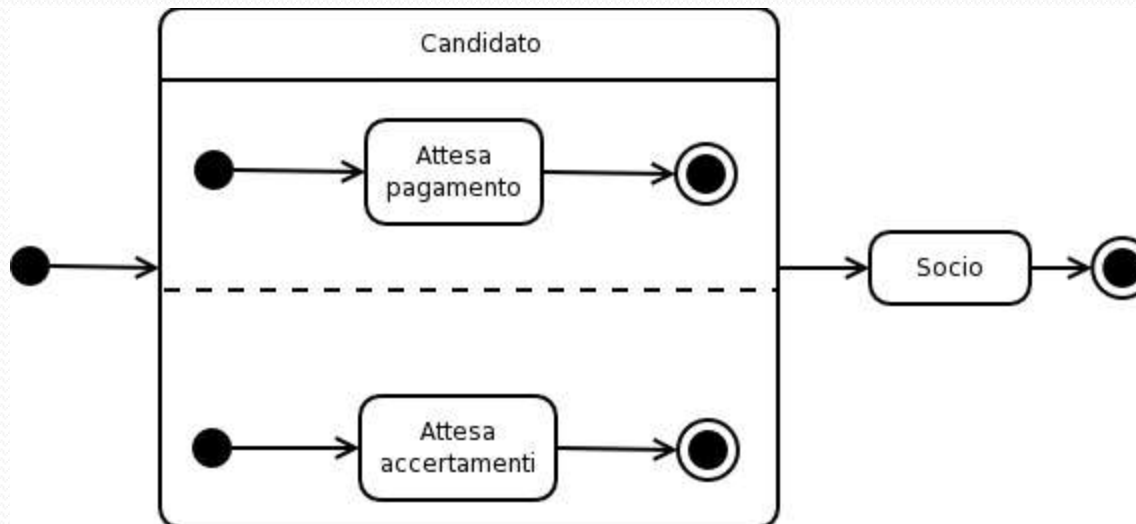 Candidato
Attesa
pagamento
Socio
Attesa
accertamenti